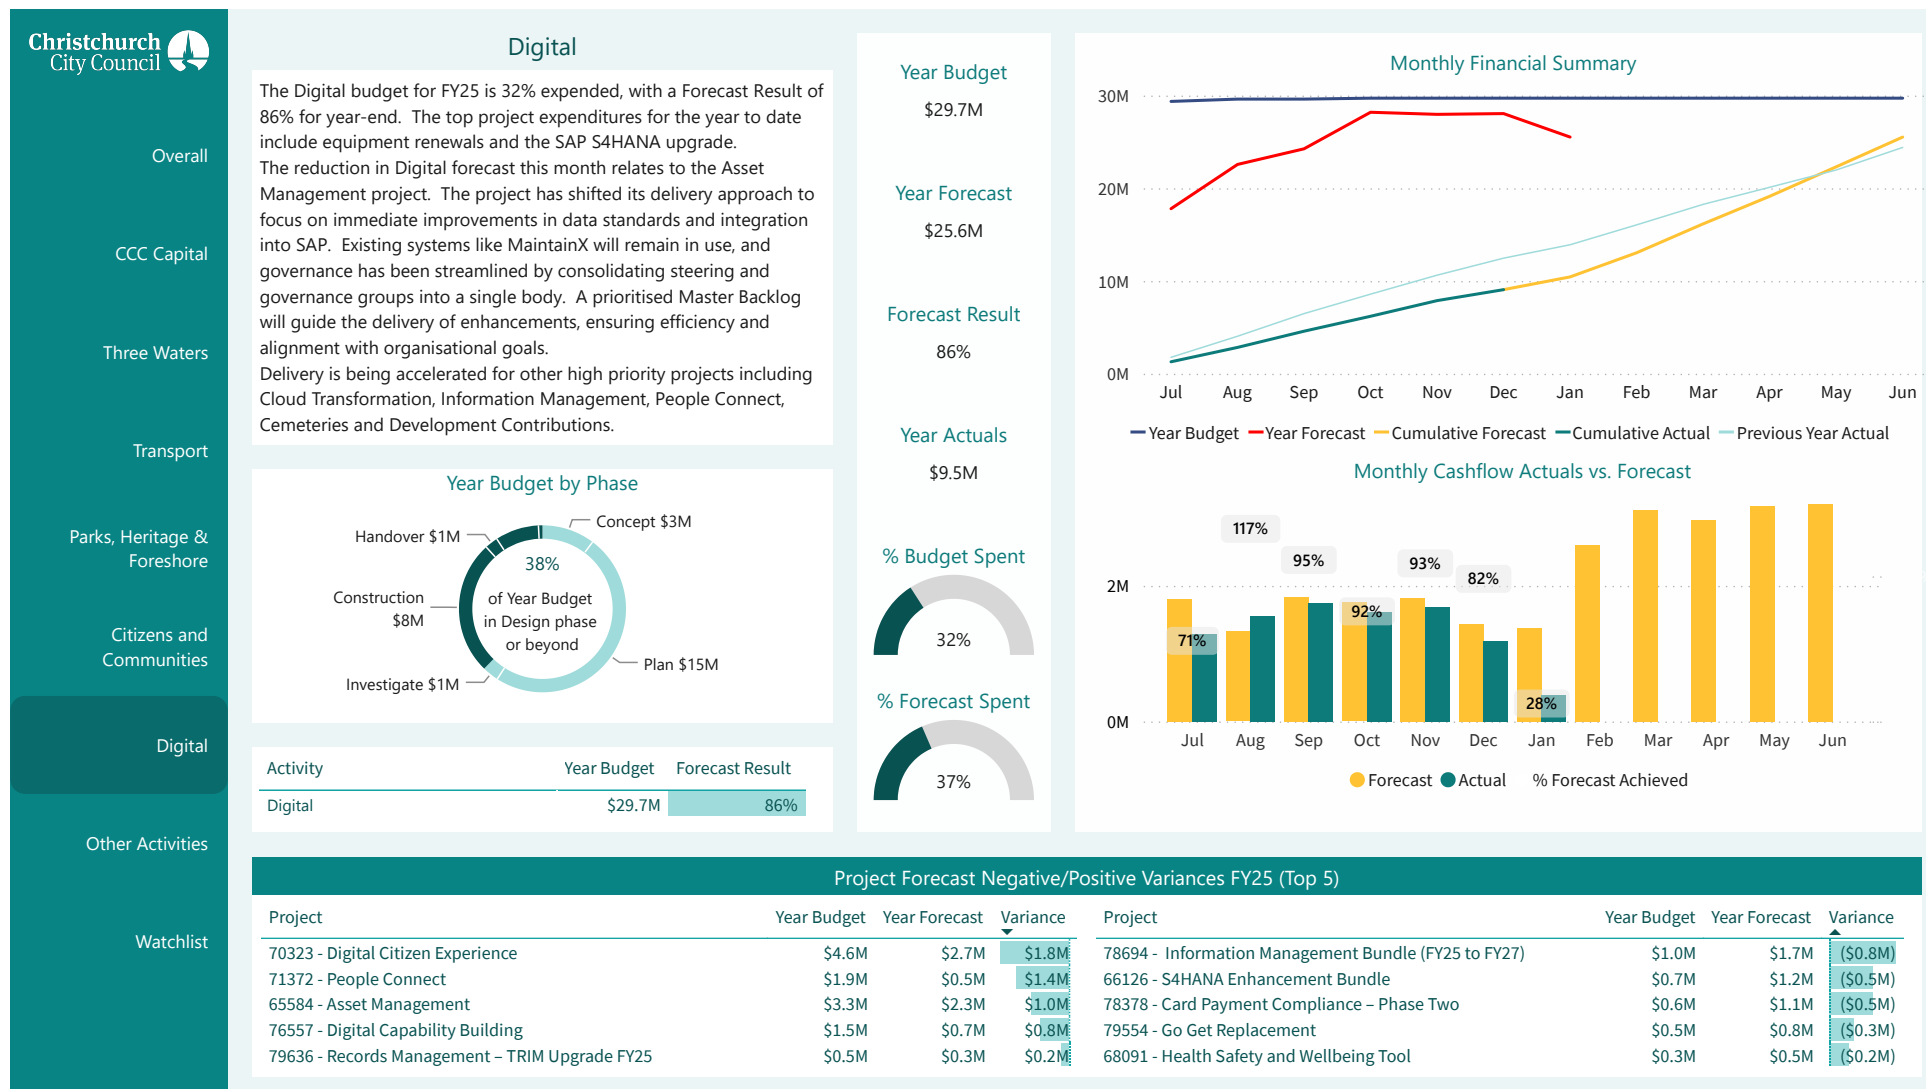 Christchurch
City Council
Overall
CCC Capital
Three Waters
Transport
Parks, Heritage &
Foreshore
Citizens and
Communities
Digital
Other Activities
Watchlist
Digital
The Digital budget for FY25 is 32% expended, with a Forecast Result of
86% for year-end.  The top project expenditures for the year to date
include equipment renewals and the SAP S4HANA upgrade.
The reduction in Digital forecast this month relates to the Asset
Management project.  The project has shifted its delivery approach to
focus on immediate improvements in data standards and integration
into SAP.  Existing systems like MaintainX will remain in use, and
governance has been streamlined by consolidating steering and
governance groups into a single body.  A prioritised Master Backlog
will guide the delivery of enhancements, ensuring efficiency and
alignment with organisational goals.
Delivery is being accelerated for other high priority projects including
Cloud Transformation, Information Management, People Connect,
Cemeteries and Development Contributions.
Year Budget by Phase
Concept $3M
Handover $1M
38%
of Year Budget
in Design phase
or beyond
Construction
$8M
Plan $15M
Investigate $1M
Activity Year Budget Forecast Result
Digital $29.7M 86%
Year Budget
$29.7M
Year Forecast
$25.6M
Forecast Result
86%
Year Actuals
$9.5M
% Budget Spent
32%
% Forecast Spent
37%
Monthly Financial Summary
30M
20M
10M
0M
Jul Aug Sep Oct Nov Dec Jan Feb Mar Apr May Jun
Year Budget Year Forecast Cumulative Forecast Cumulative Actual Previous Year Actual
Monthly Cashflow Actuals vs. Forecast
2M
0M
71% 117% 95% 92% 93% 82% 28%
Jul Aug Sep Oct Nov Dec Jan Feb Mar Apr May Jun
Forecast Actual % Forecast Achieved
Project Forecast Negative/Positive Variances FY25 (Top 5)
Project Year Budget Year Forecast Variance
70323 - Digital Citizen Experience $4.6M $2.7M $1.8M
71372 - People Connect $1.9M $0.5M $1.4M
65584 - Asset Management $3.3M $2.3M $1.0M
76557 - Digital Capability Building $1.5M $0.7M $0.8M
79636 - Records Management – TRIM Upgrade FY25 $0.5M $0.3M $0.2M
Project Year Budget Year Forecast Variance
78694 -  Information Management Bundle (FY25 to FY27) $1.0M $1.7M ($0.8M)
66126 - S4HANA Enhancement Bundle $0.7M $1.2M ($0.5M)
78378 - Card Payment Compliance – Phase Two $0.6M $1.1M ($0.5M)
79554 - Go Get Replacement $0.5M $0.8M ($0.3M)
68091 - Health Safety and Wellbeing Tool $0.3M $0.5M ($0.2M)